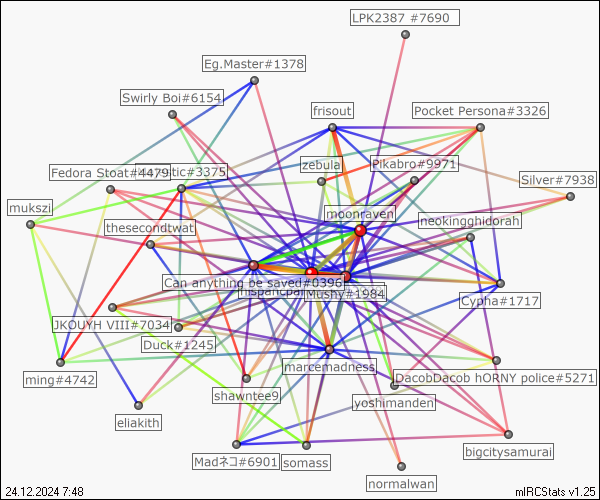 LPK2387 #7690
Eg.Master#1378
Swirly Boi#6154
frisout
Pocket Persona#3326
zebula
Pikabro#9971
Fedora Stoat#4479
#3375
Silver#7938
mukszi
moonraven
neokingghidorah
thesecondtwat
Can anything be saved#0396
Mushy#1984
Cypha#1717
JKOUYH VIII#7034
Duck#1245
marcemadness
ming#4742
DacobDacob hORNY police#5271
shawntee9
yoshimanden
eliakith
bigcitysamurai
Madネコ#6901
somass
normalwan
24.12.2024 7:48
mIRCStats v1.25